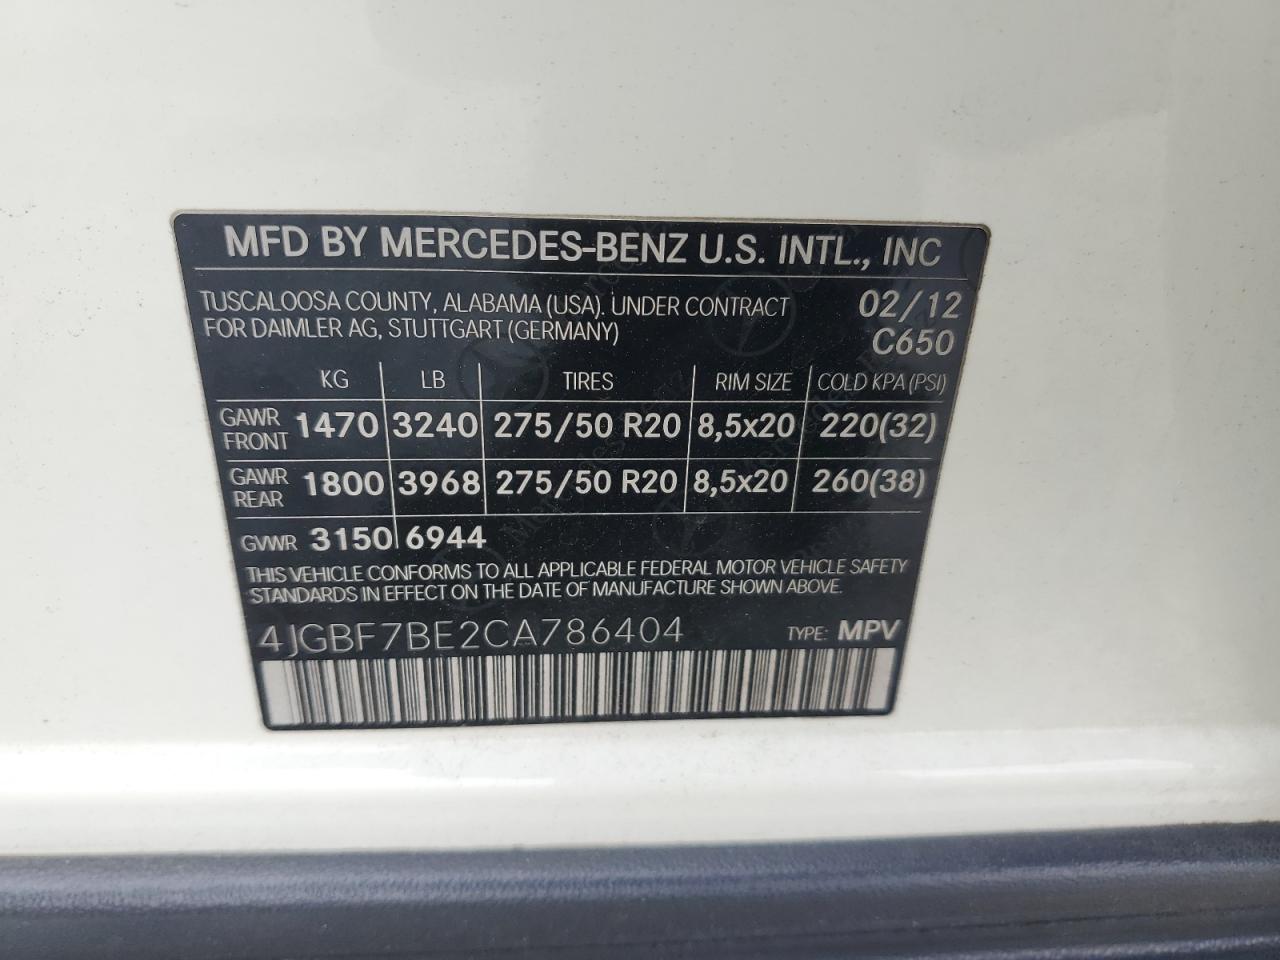 MFD BY MERCEDES-BENZ U.S. INTL., INC
TUSCALOOSA COUNTY, ALABAMA (USA). UNDER CONTRACT 02/12
FOR DAIMLER AG, STUTTGART (GERMANY) C650
KG LB TIRES RIM SIZE COLD KPA (PSI)
GAWR FRONT 1470 3240 275/50 R20 8,5x20 220(32)
GAWR REAR 1800 3968 275/50 R20 8,5x20 260(38)
GVWR 3150 6944
THIS VEHICLE CONFORMS TO ALL APPLICABLE FEDERAL MOTOR VEHICLE SAFETY
STANDARDS IN EFFECT ON THE DATE OF MANUFACTURE SHOWN ABOVE.
4JGBF7BE2CA786404 TYPE: MPV